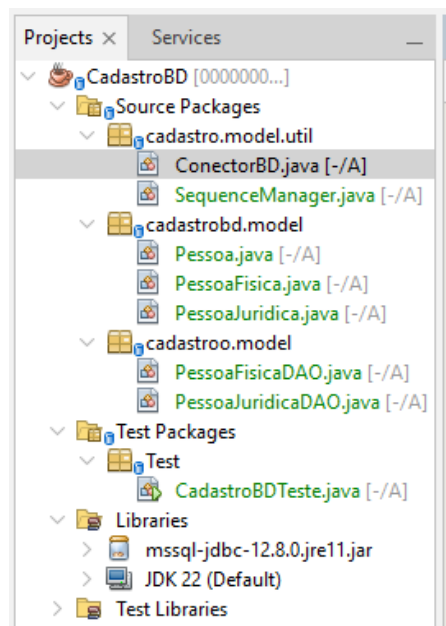 Projects × Services
CadastroBD [0000000...]
Source Packages
cadastro.model.util
ConectorBD.java [-/A]
SequenceManager.java [-/A]
cadastrobd.model
Pessoa.java [-/A]
PessoaFisica.java [-/A]
PessoaJuridica.java [-/A]
cadastroo.model
PessoaFisicaDAO.java [-/A]
PessoaJuridicaDAO.java [-/A]
Test Packages
Test
CadastroBDTeste.java [-/A]
Libraries
mssql-jdbc-12.8.0.jre11.jar
JDK 22 (Default)
Test Libraries